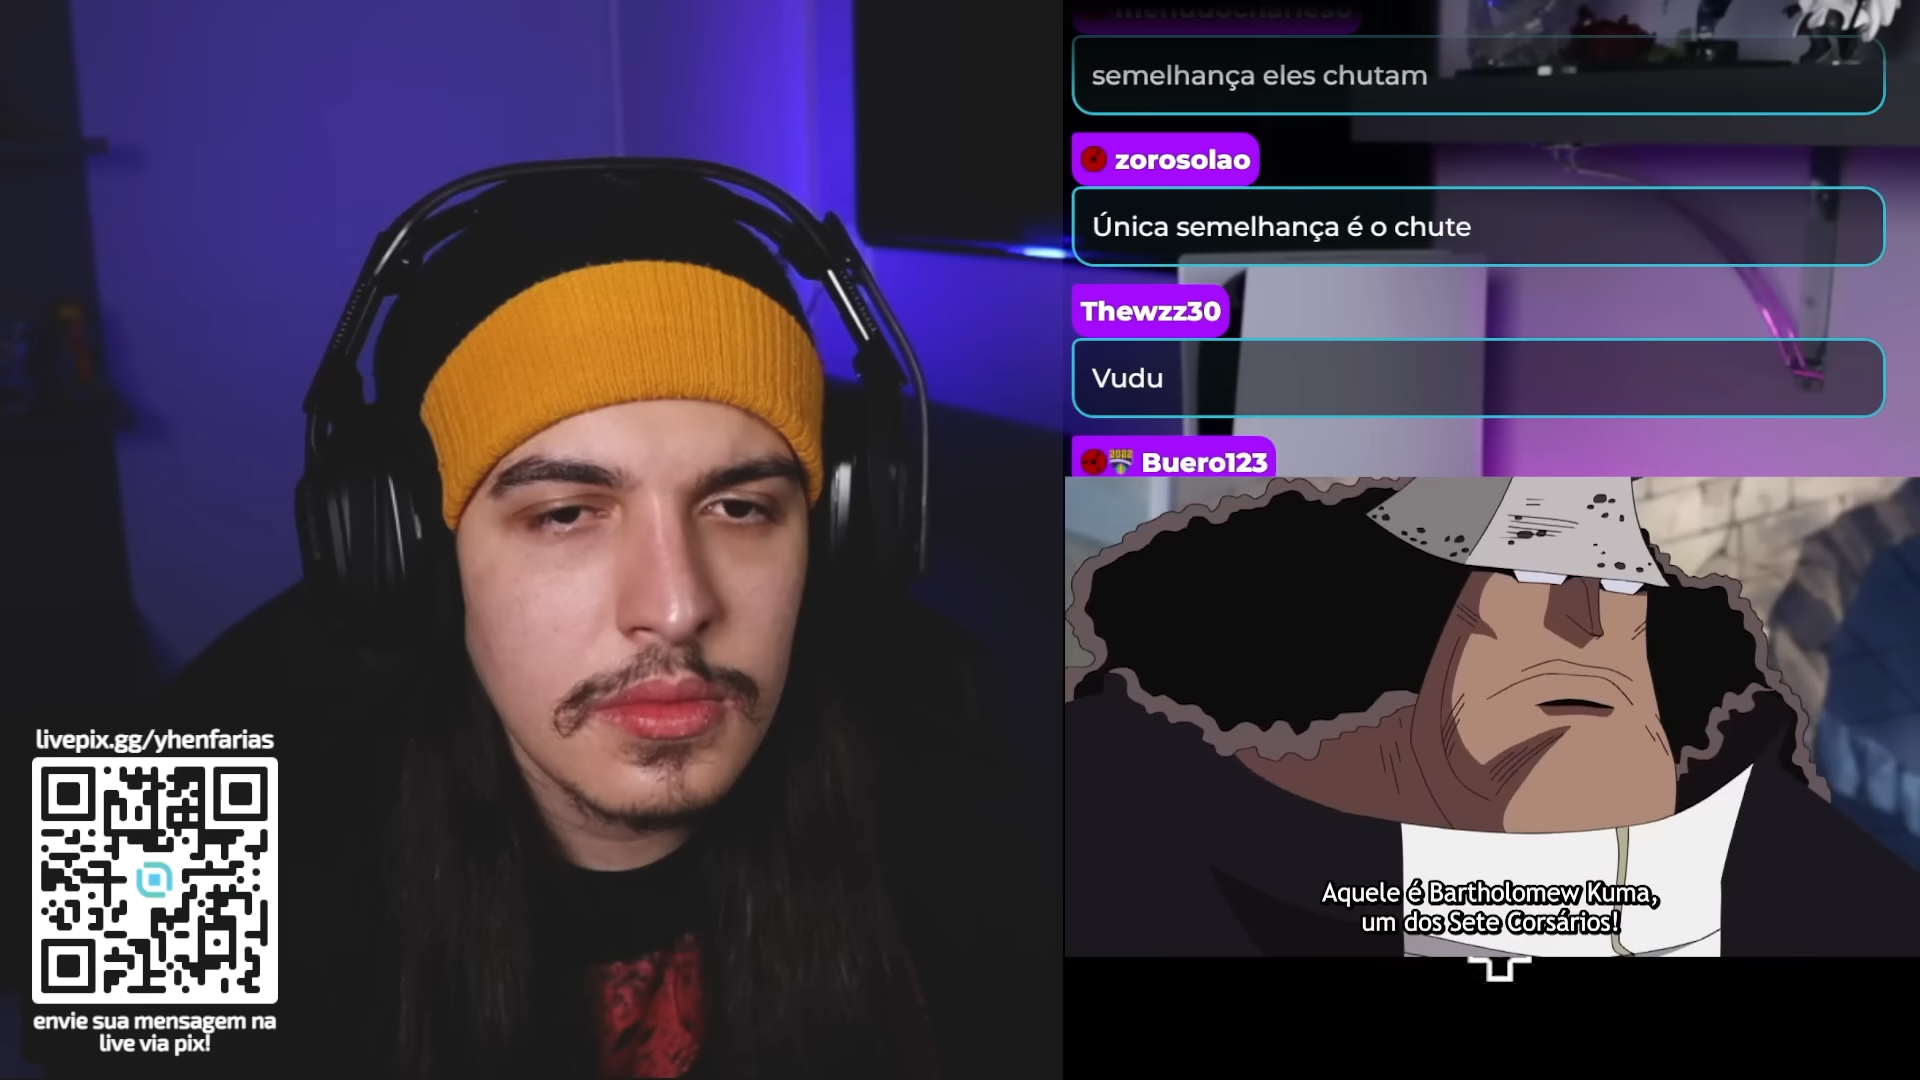 semelhança eles chutam
zorosolao
Única semelhança é o chute
Thewzz30
Vudu
2022 Buero123
livepix.gg/yhenfarias
envie sua mensagem na
live via pix!
Aquele é Bartholomew Kuma,
um dos Sete Corsários!